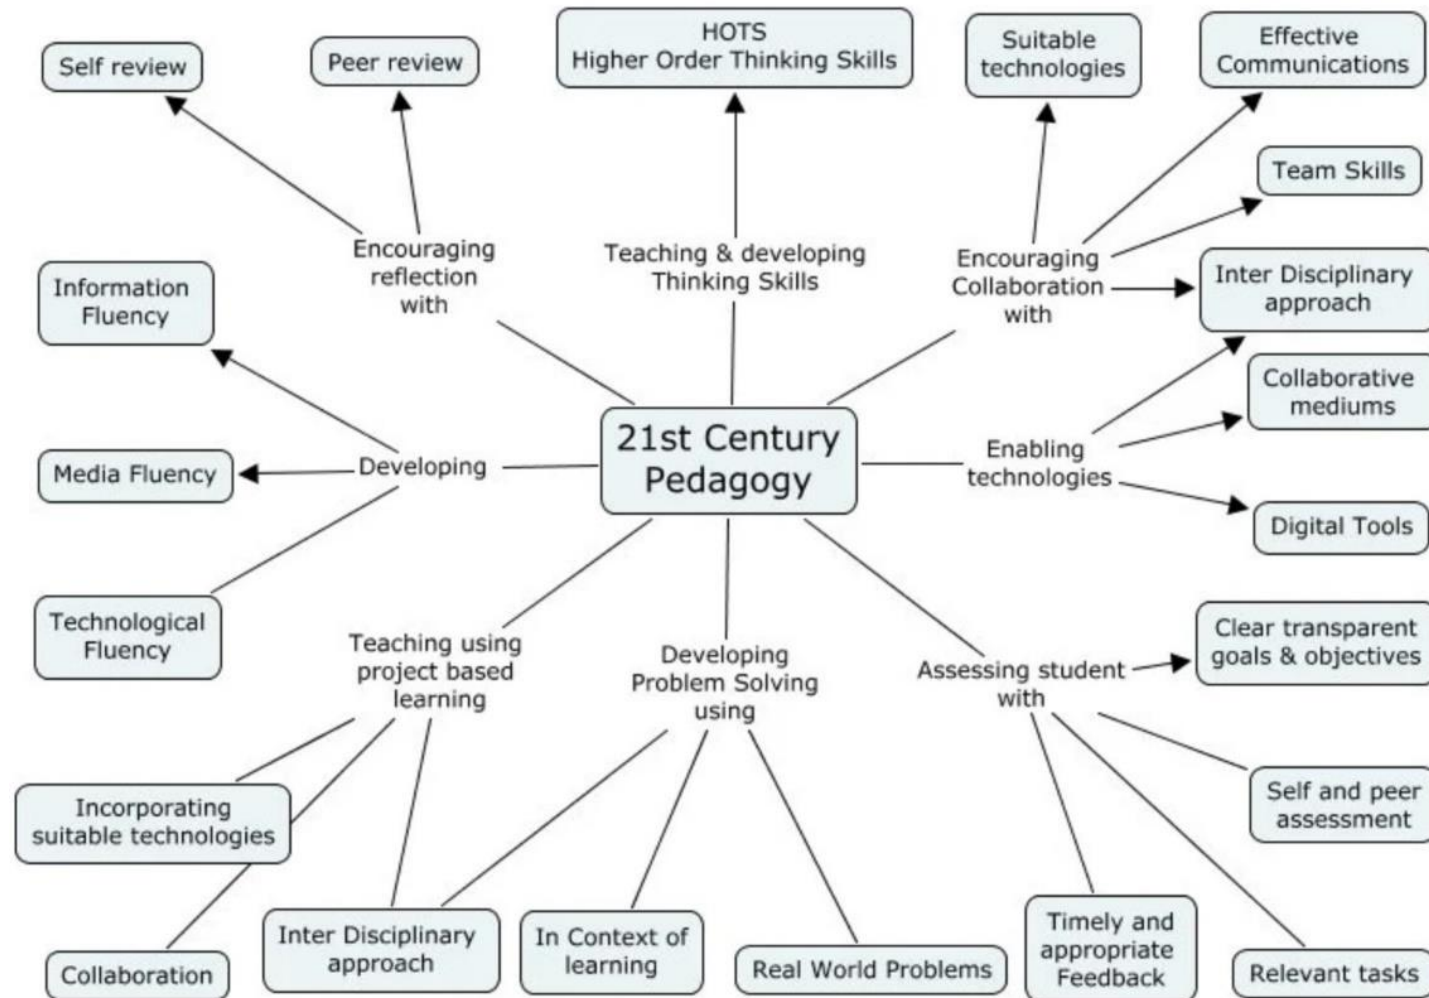 Self review
Peer review
HOTS
Higher Order Thinking Skills
Suitable
technologies
Effective
Communications
Team Skills
Encouraging
reflection
with
Teaching & developing
Thinking Skills
Encouraging
Collaboration
with
Inter Disciplinary
approach
Information
Fluency
Collaborative
mediums
21st Century
Pedagogy
Enabling
technologies
Developing
Media Fluency
Digital Tools
Technological
Fluency
Teaching using
project based
learning
Developing
Problem Solving
using
Assessing student
with
Clear transparent
goals & objectives
Incorporating
suitable technologies
Self and peer
assessment
Collaboration
Inter Disciplinary
approach
In Context of
learning
Real World Problems
Timely and
appropriate
Feedback
Relevant tasks